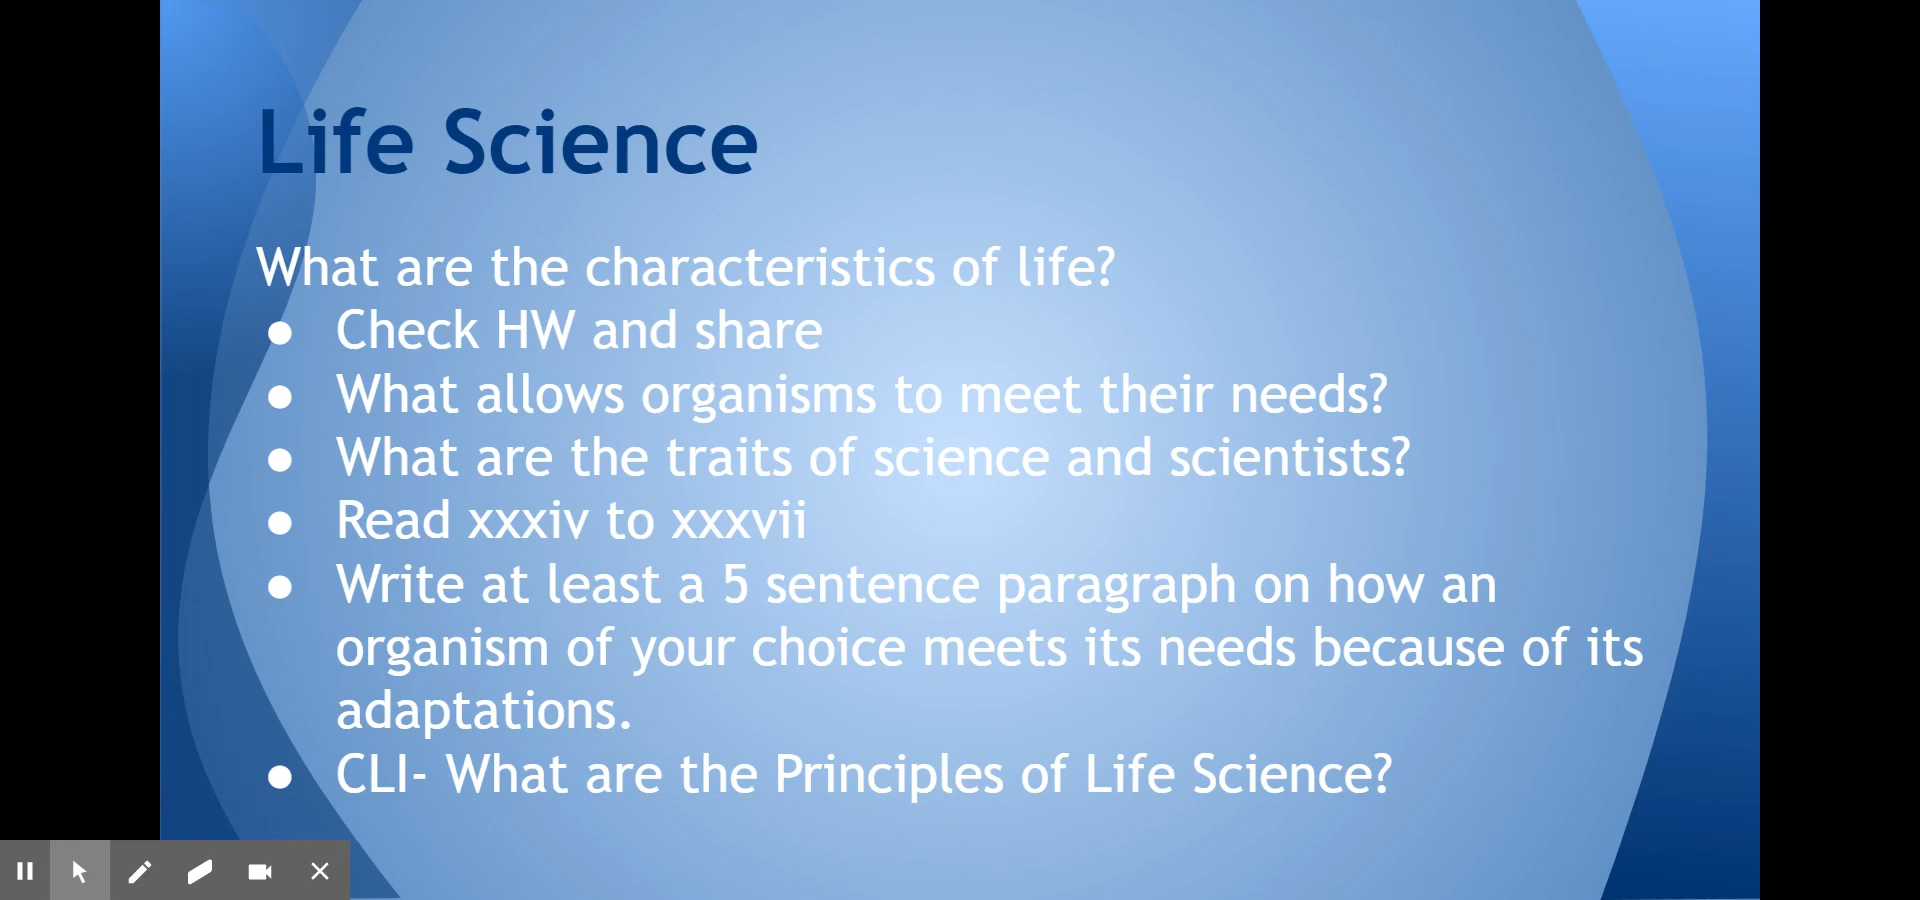 Life Science
What are the characteristics of life?
● Check HW and share
● What allows organisms to meet their needs?
● What are the traits of science and scientists?
● Read xxxiv to xxxvii
● Write at least a 5 sentence paragraph on how an
organism of your choice meets its needs because of its
adaptations.
● CLI- What are the Principles of Life Science?